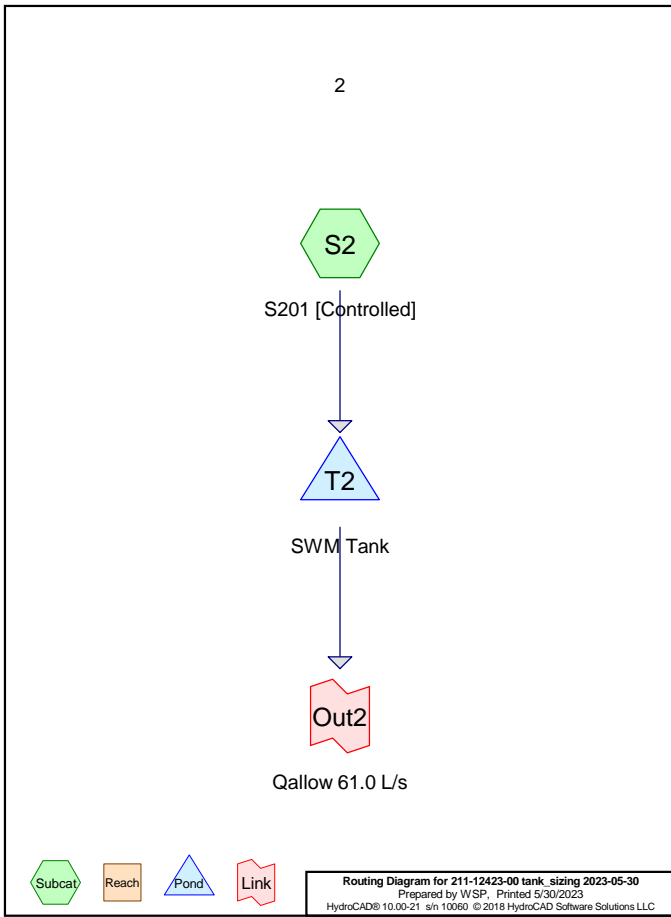 2
S2
S201 [Controlled]
T2
SWM Tank
Out2
Qallow 61.0 L/s
Subcat
Reach
Pond
Link
Routing Diagram for 211-12423-00 tank_sizing 2023-05-30
Prepared by WSP, Printed 5/30/2023
HydroCAD® 10.00-21 s/n 10060 © 2018 HydroCAD Software Solutions LLC